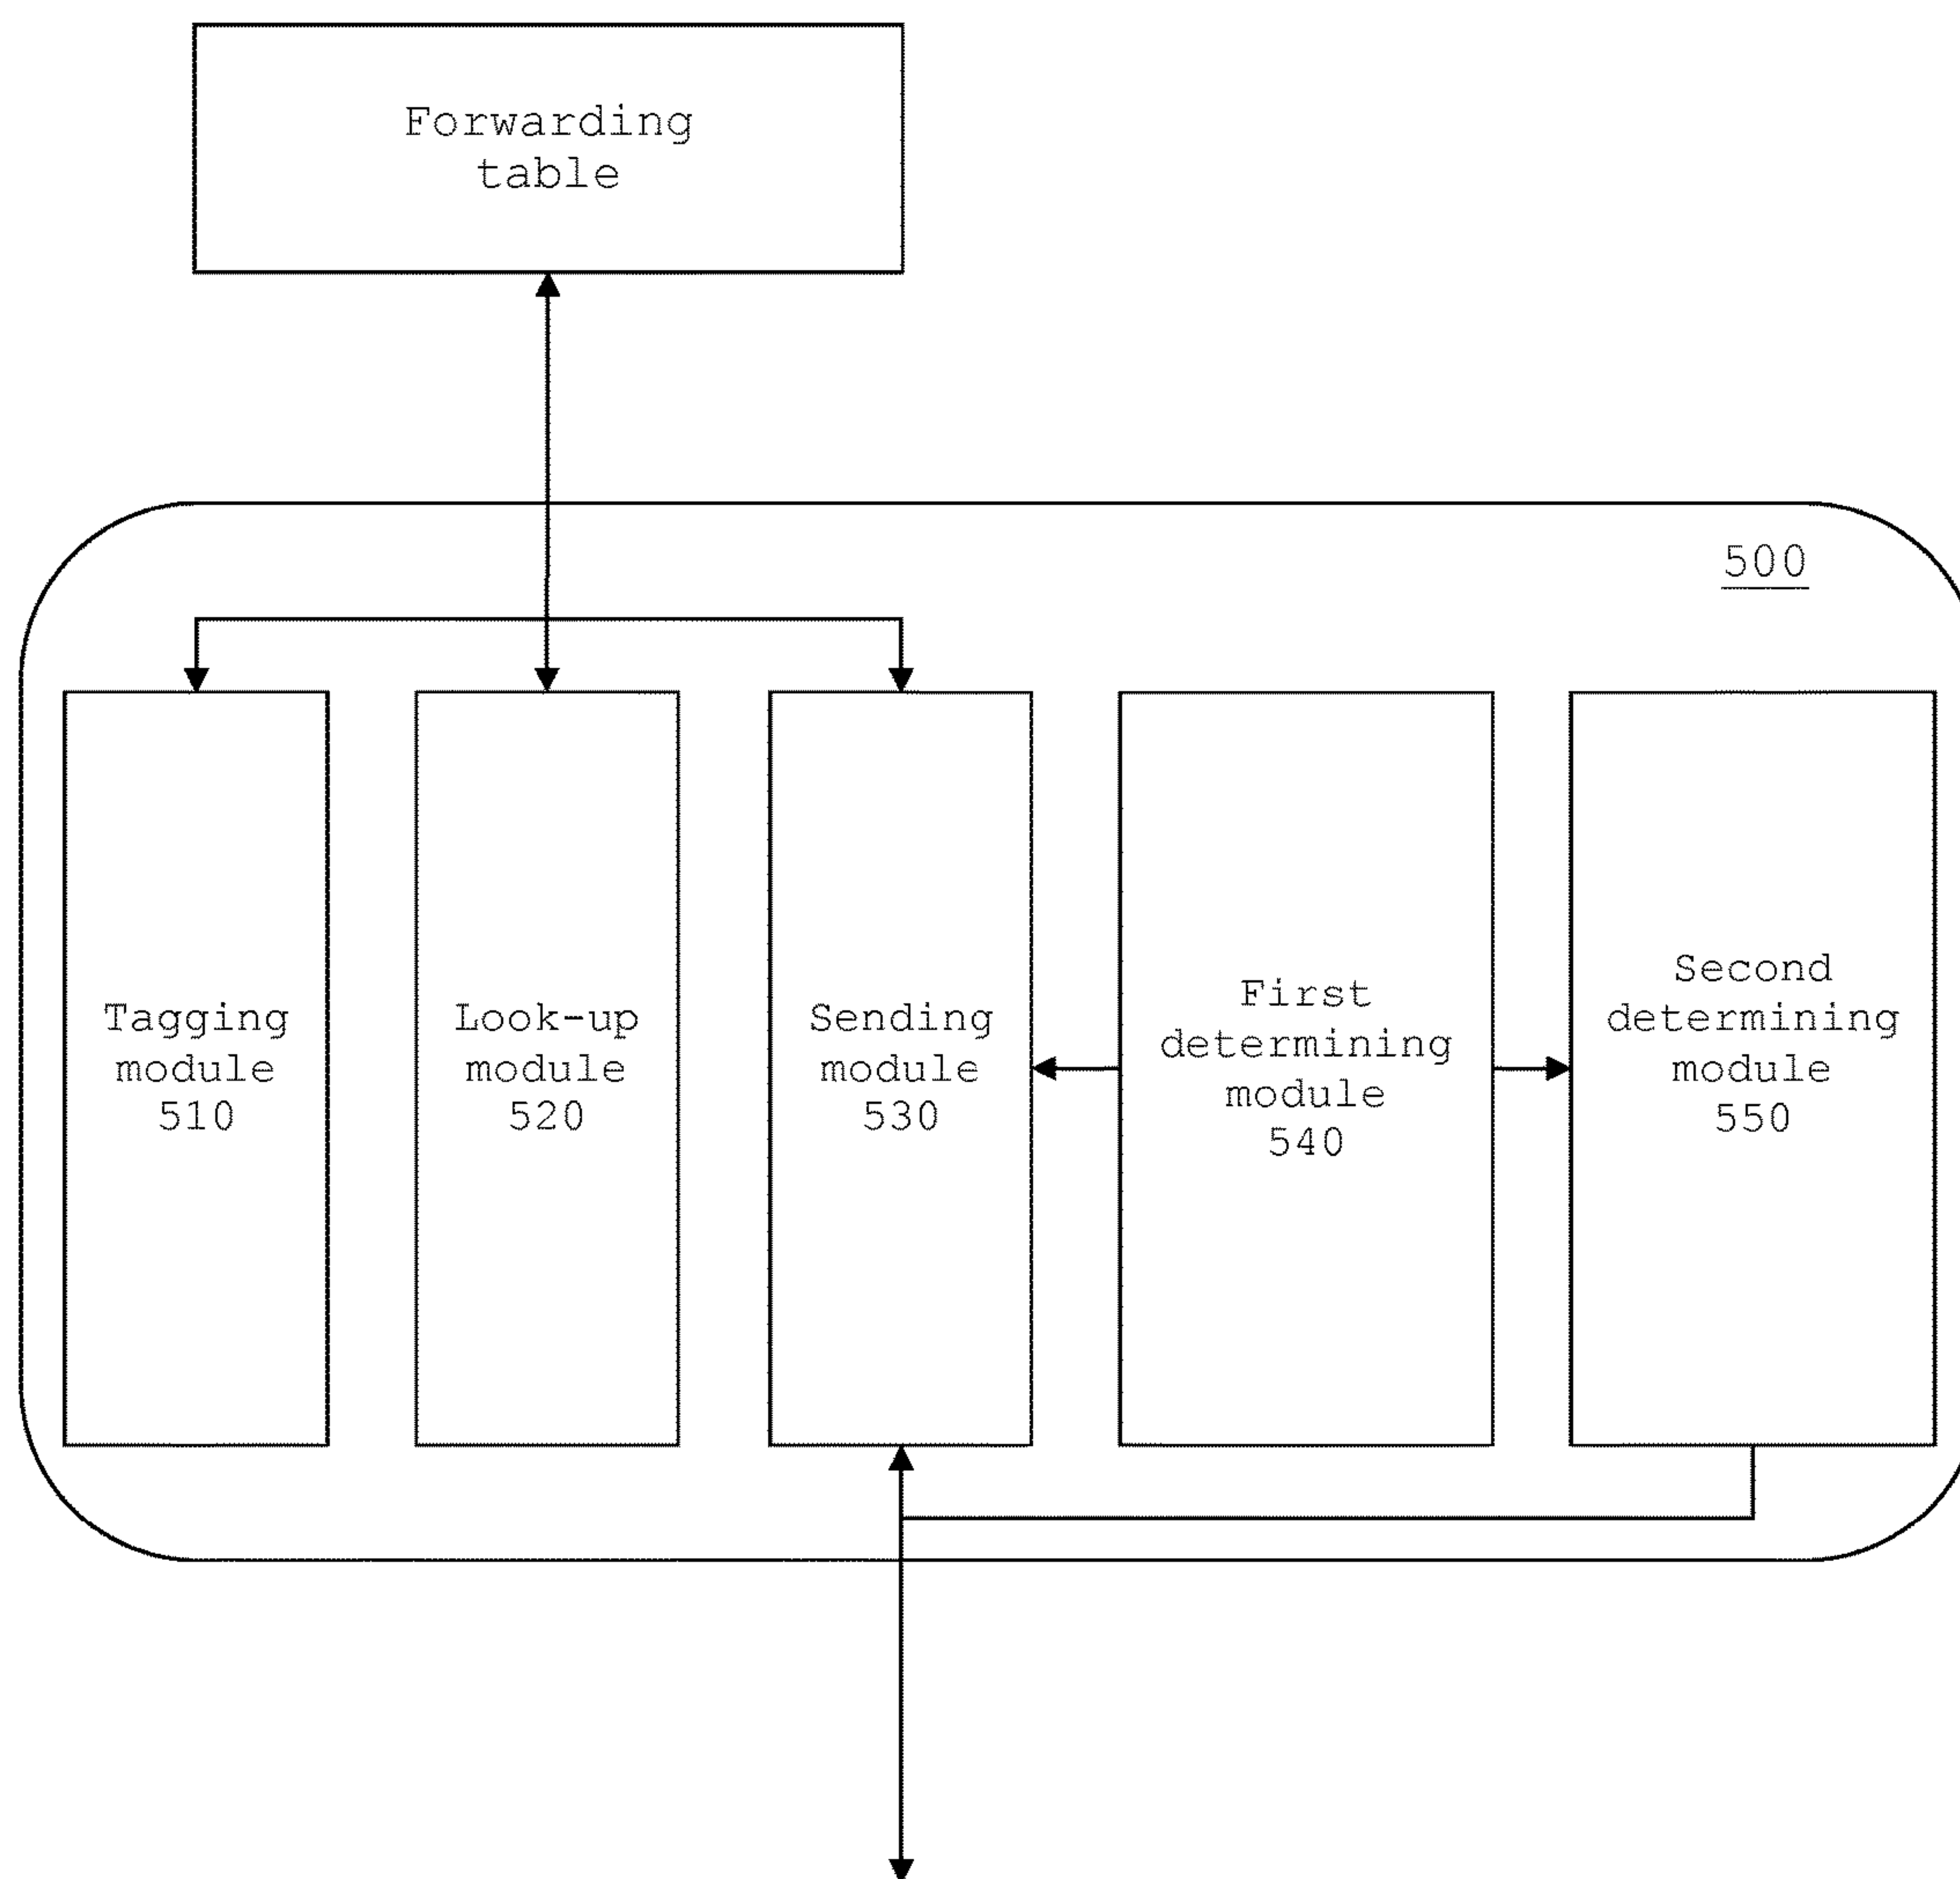 Forwarding
table
500
Tagging
module
510
Look-up
module
520
Sending
module
530
First
determining
module
540
Second
determining
module
550